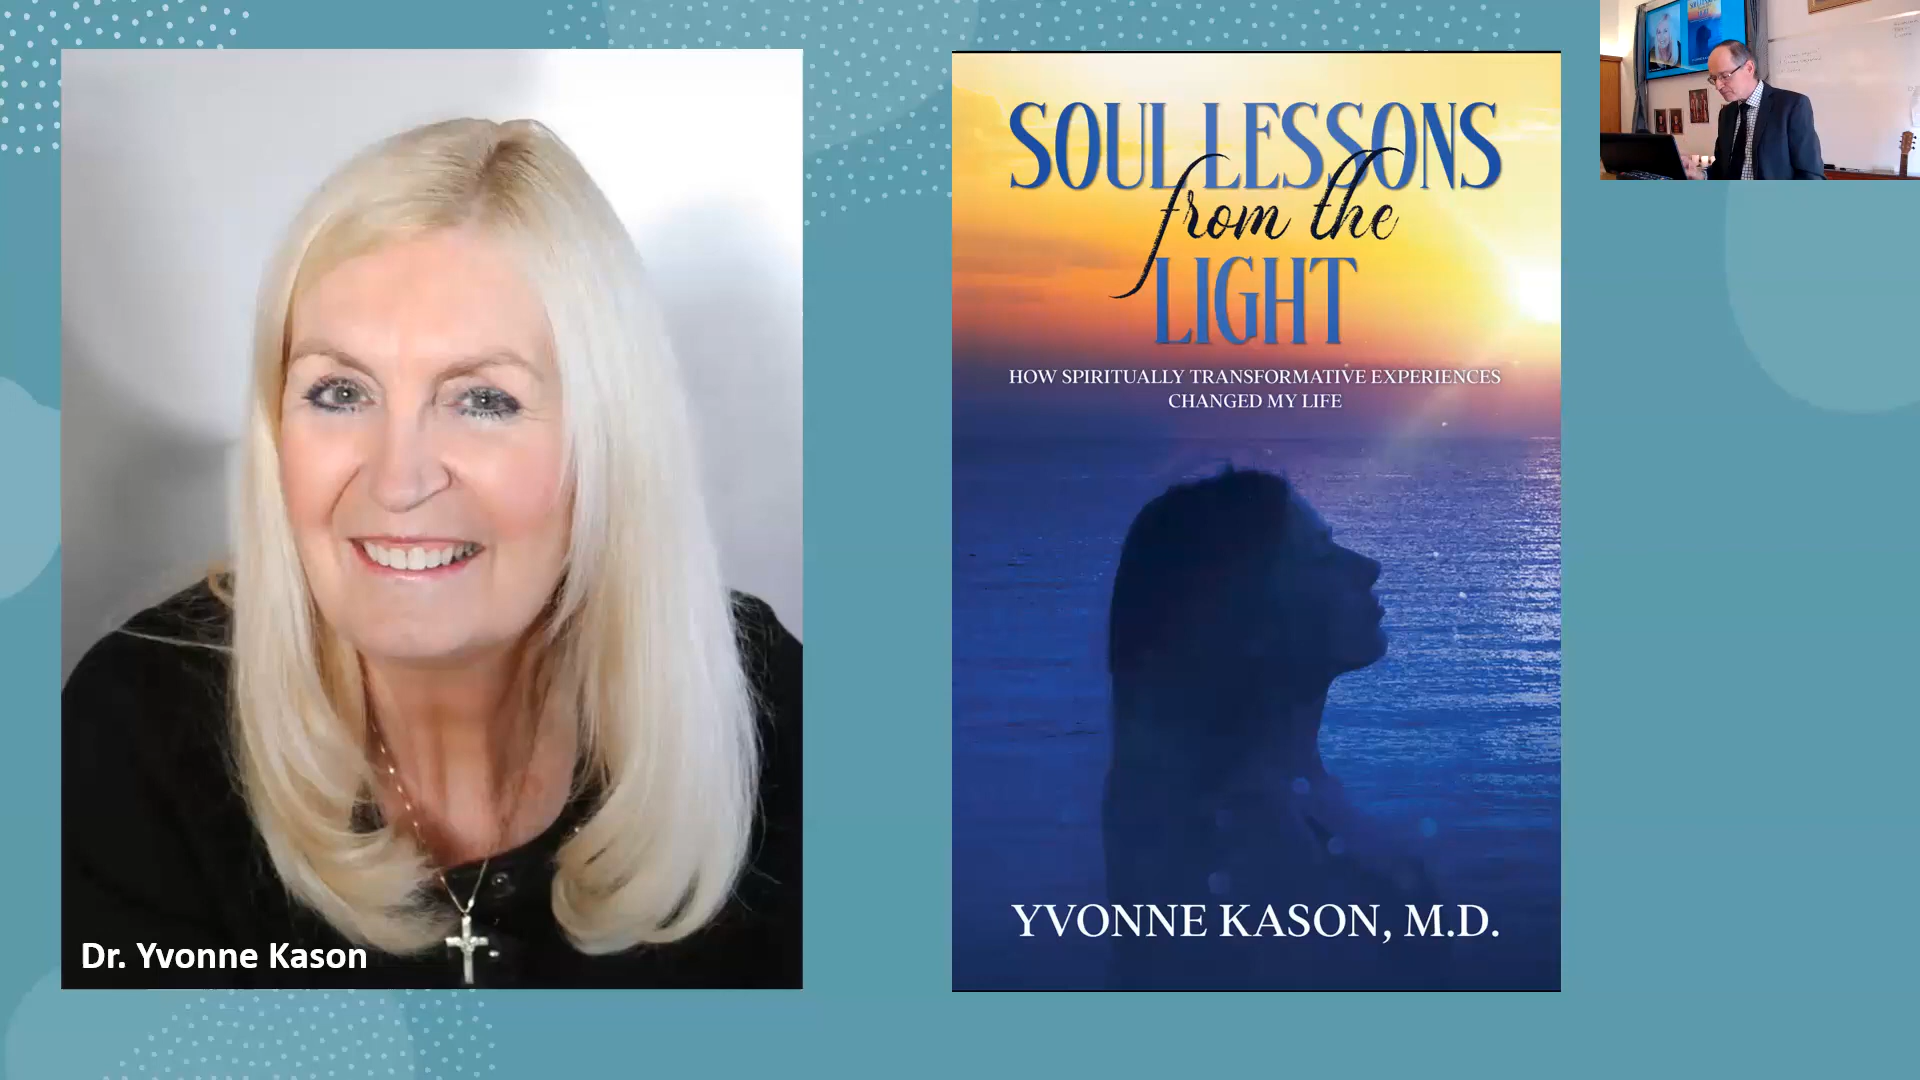 Dr. Yvonne Kason
SOUL LESSONS
from the
LIGHT
HOW SPIRITUALLY TRANSFORMATIVE EXPERIENCES
CHANGED MY LIFE
YVONNE KASON, M.D.